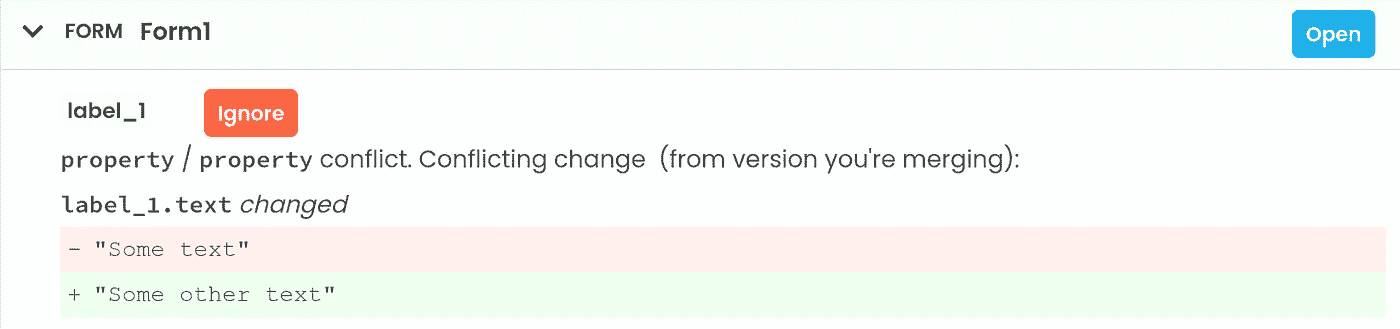 FORM Form1 Open
label_1 Ignore
property / property conflict. Conflicting change (from version you're merging):
label_1.text changed
- "Some text"
+ "Some other text"